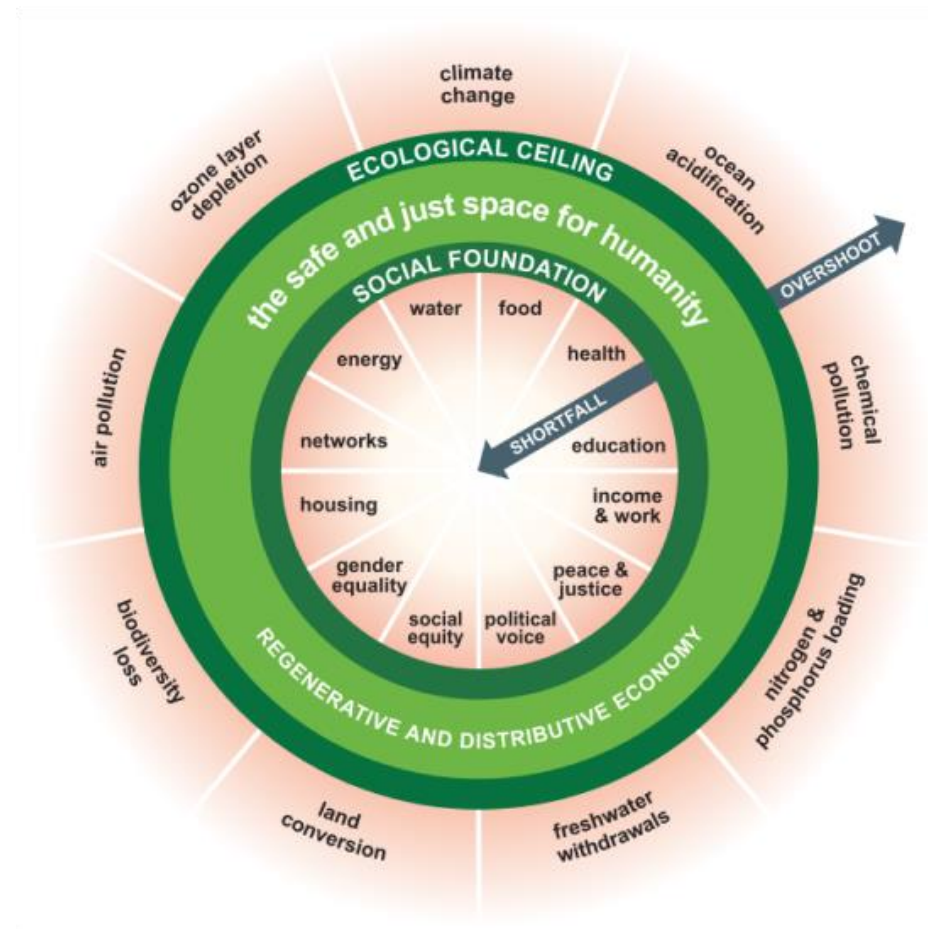 climate
change
ozone layer
depletion
ocean
acidification
ECOLOGICAL CEILING
the safe and just space for humanity
OVERSHOOT
SOCIAL FOUNDATION
water
food
energy
health
SHORTFALL
air pollution
chemical
pollution
networks
education
housing
income
& work
gender
equality
peace &
justice
social
equity
political
voice
biodiversity
loss
nitrogen &
phosphorus loading
REGENERATIVE AND DISTRIBUTIVE ECONOMY
land
conversion
freshwater
withdrawals